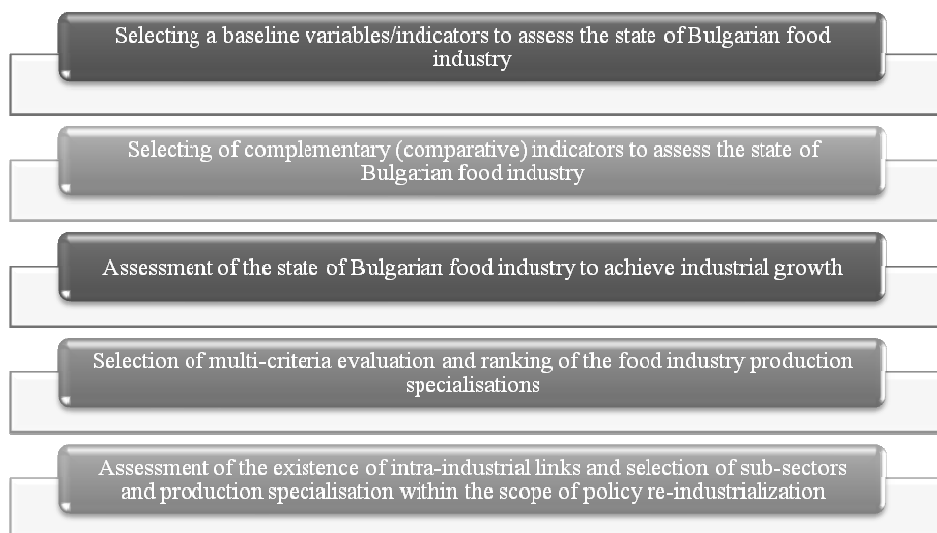 Selecting a baseline variables/indicators to assess the state of Bulgarian food
industry
Selecting of complementary (comparative) indicators to assess the state of
Bulgarian food industry
Assessment of the state of Bulgarian food industry to achieve industrial growth
Selection of multi-criteria evaluation and ranking of the food industry production
specialisations
Assessment of the existence of intra-industrial links and selection of sub-sectors
and production specialisation within the scope of policy re-industrialization